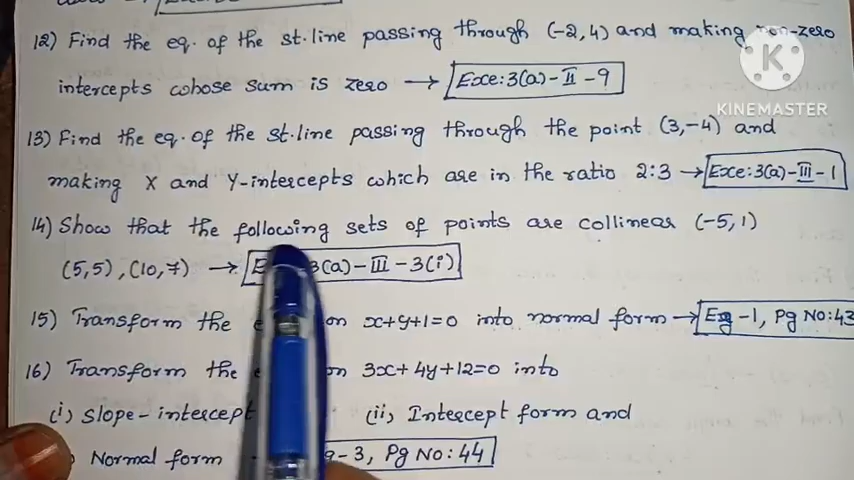 12) Find the eq. of the st.line passing through (-2,4) and making non-zero
K
KINEMASTER
intercepts whose sum is zero → Exe:3(a)-II-9
13) Find the eq. of the st.line passing through the point (3,-4) and
making X and Y-intercepts which are in the ratio 2:3 → Exe:3(a)-III-1
14) Show that the following sets of points are collinear (-5,1)
(5,5), (10,7) → 3(a)-III-3(i)
15) Transform the on x+y+1=0 into normal form → Eg-1, Pg No:43
16) Transform the on 3x+4y+12=0 into
(i) Slope-intercept (ii) Intercept form and
Normal form -3, Pg No:44